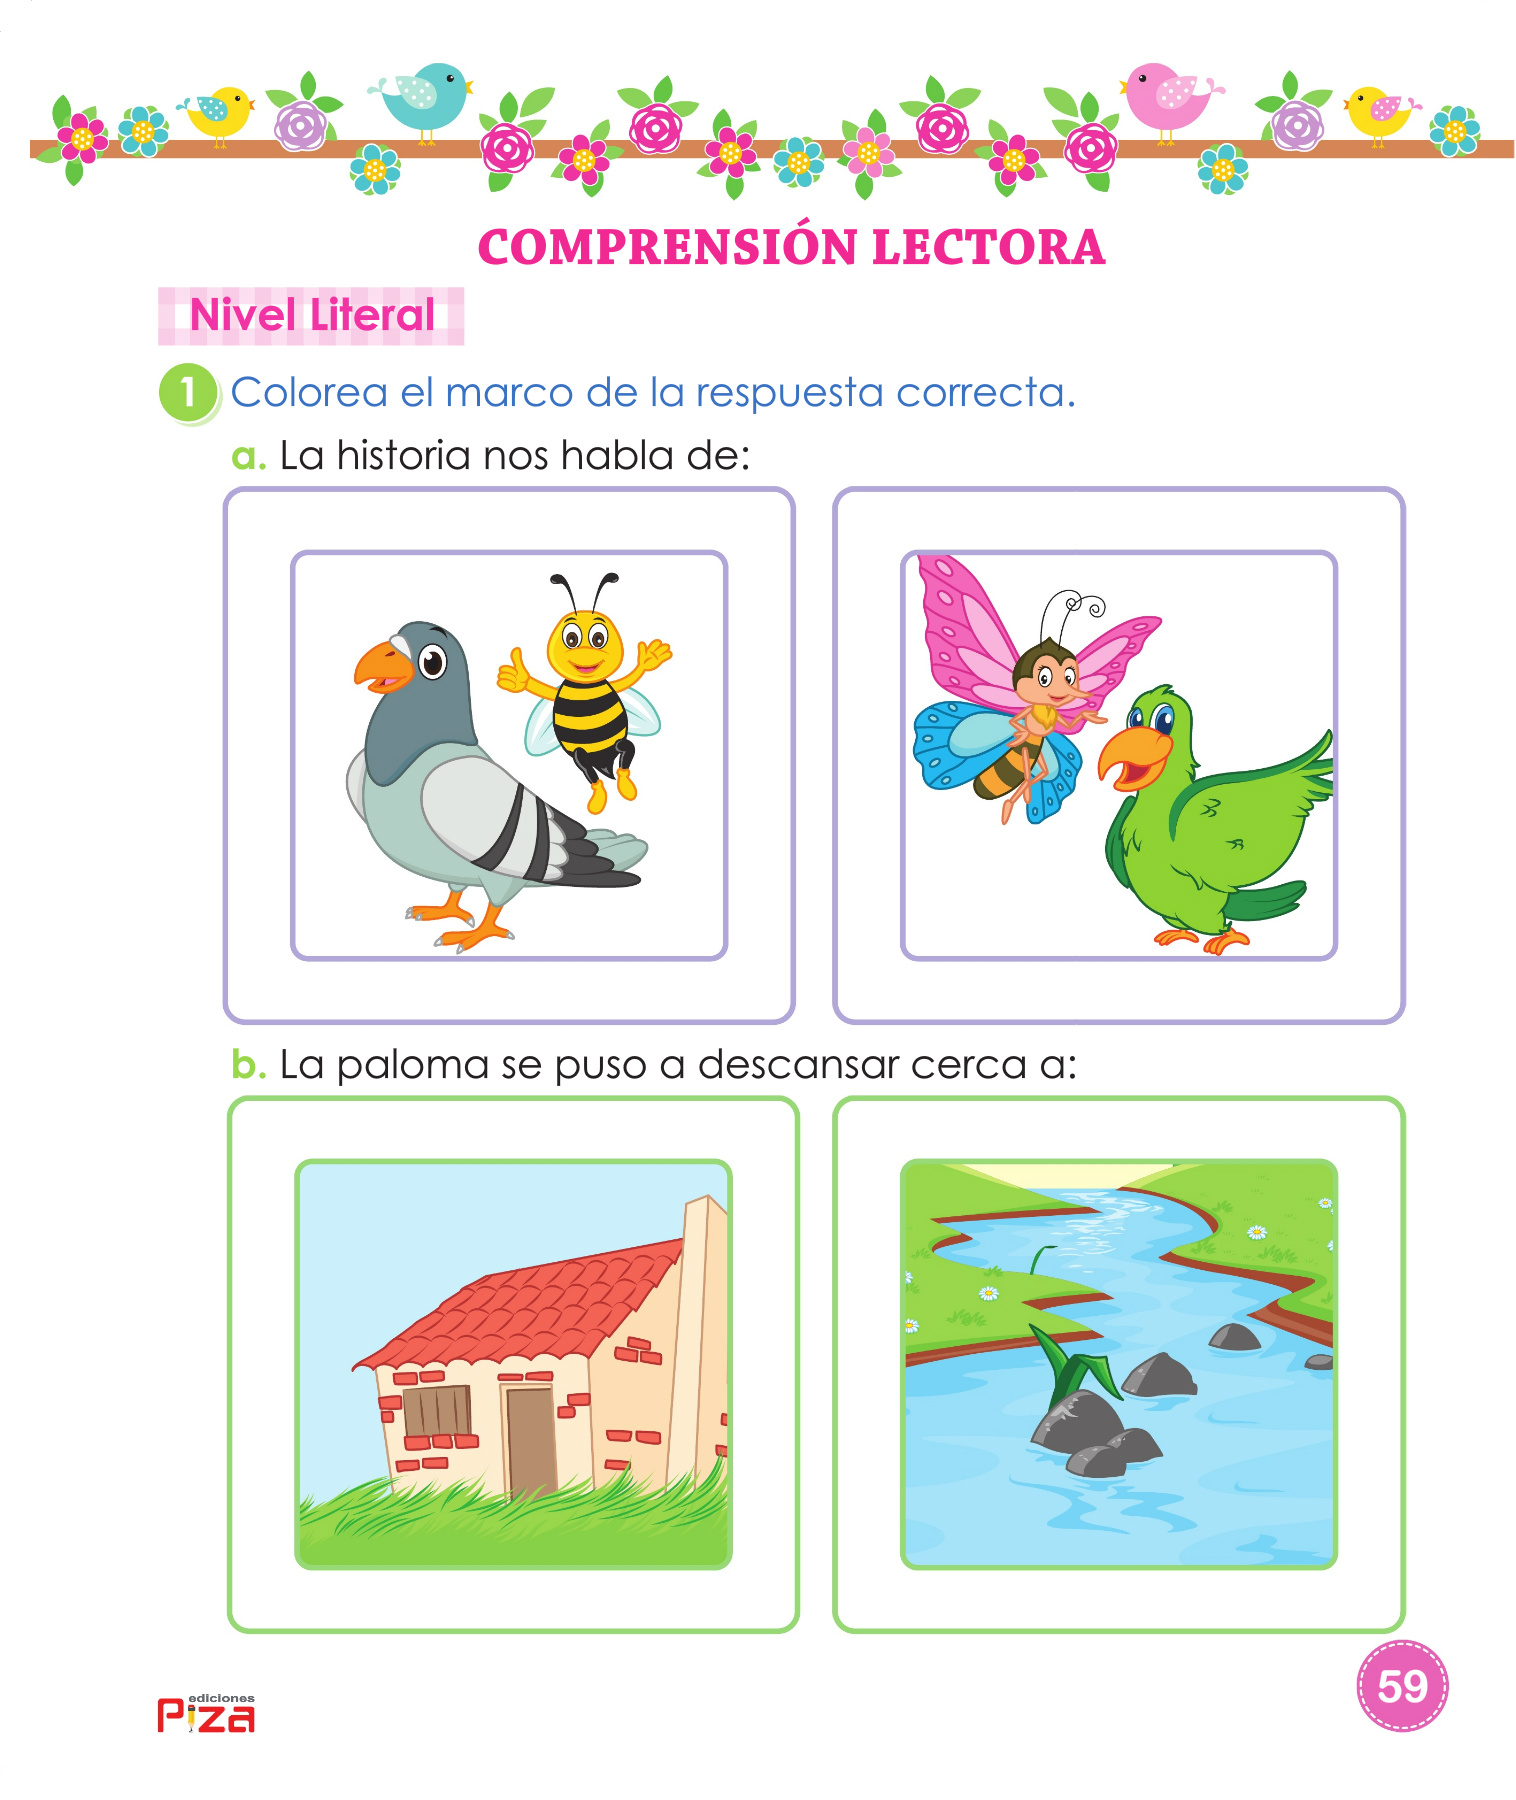 COMPRENSIÓN LECTORA
Nivel Literal
1 Colorea el marco de la respuesta correcta.
a. La historia nos habla de:
b. La paloma se puso a descansar cerca a:
ediciones
Piza
59